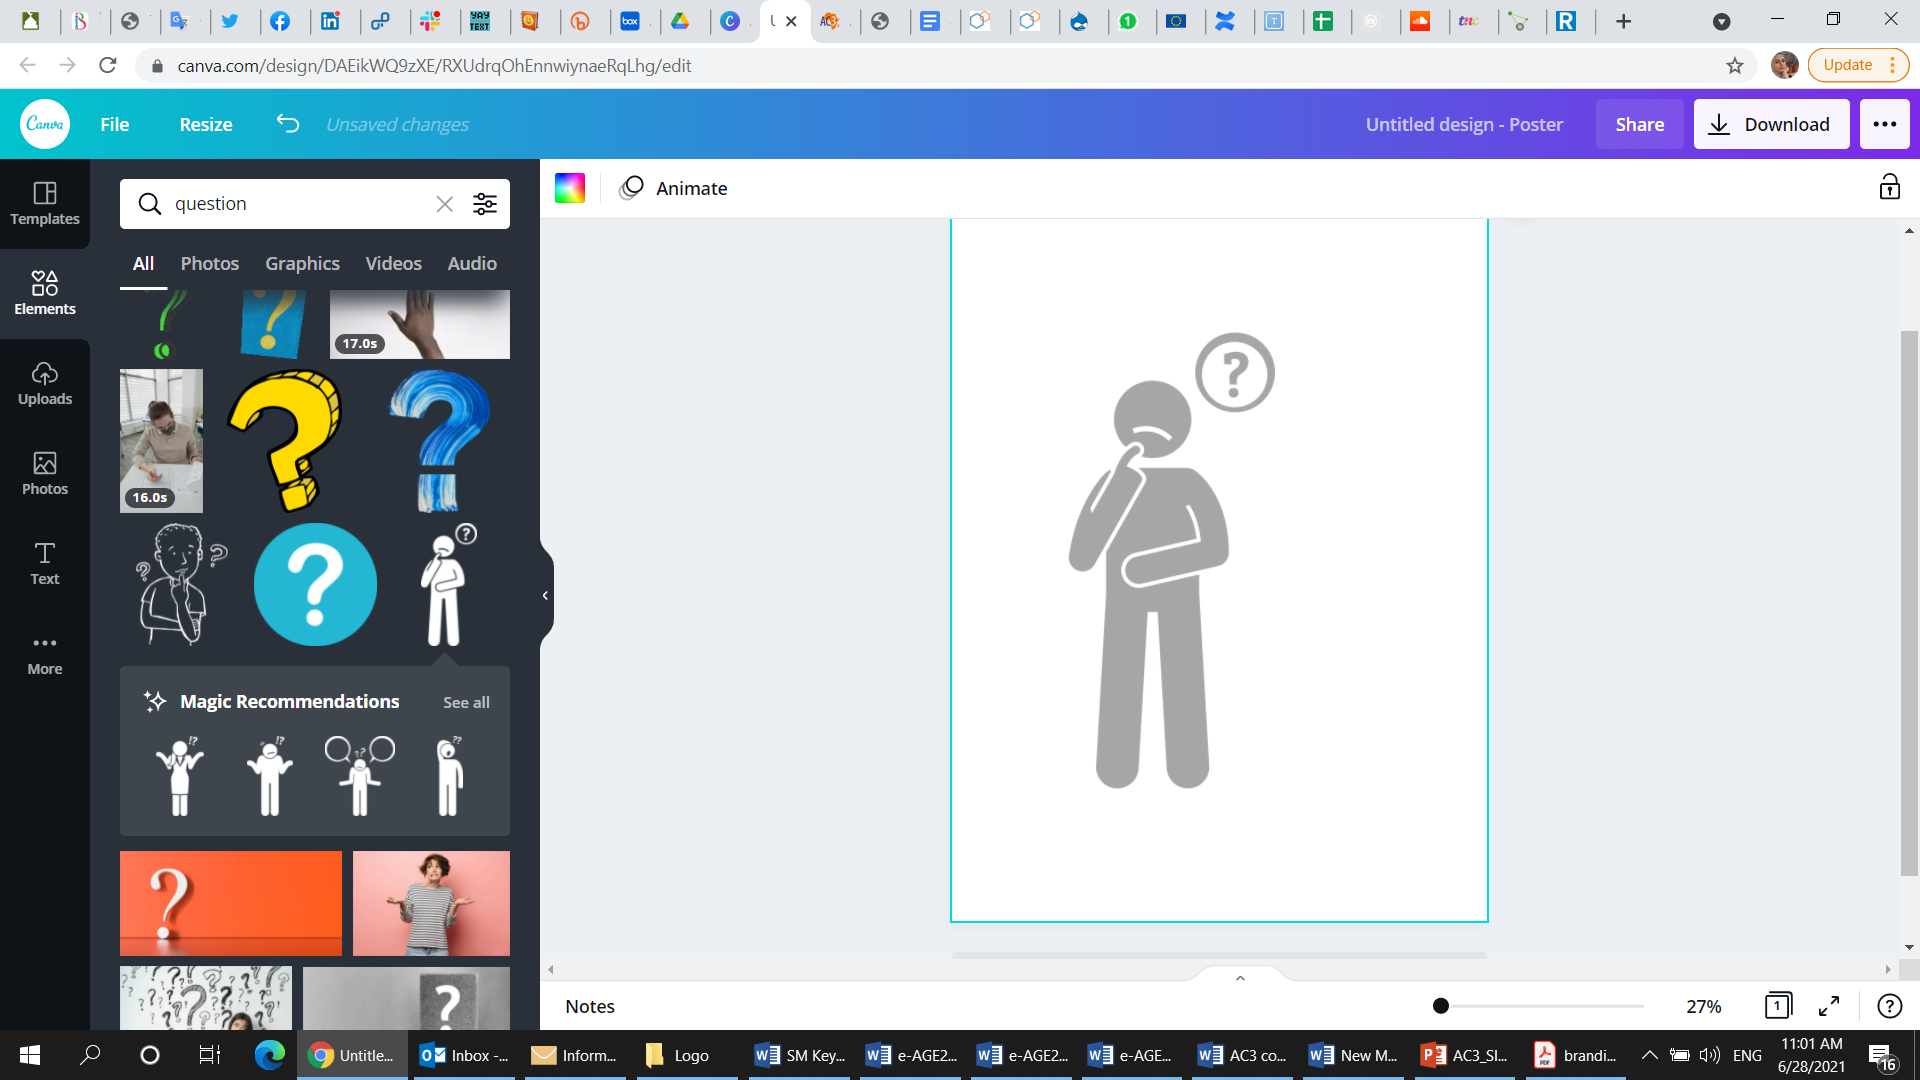 canva.com/design/DAEikWQ9zXE/RXUdrqOhEnnwiynaeRqLhg/edit
Update
Canva
File
Resize
Unsaved changes
Untitled design - Poster
Share
Download
Templates
Elements
Uploads
Photos
Text
More
question
All
Photos
Graphics
Videos
Audio
17.0s
16.0s
Magic Recommendations
See all
Animate
Notes
27%
1
Untitle...
Inbox -...
Inform...
Logo
SM Key...
e-AGE2...
e-AGE2...
e-AGE...
AC3 co...
New M...
AC3_SI...
brandi...
ENG
11:01 AM
6/28/2021
16